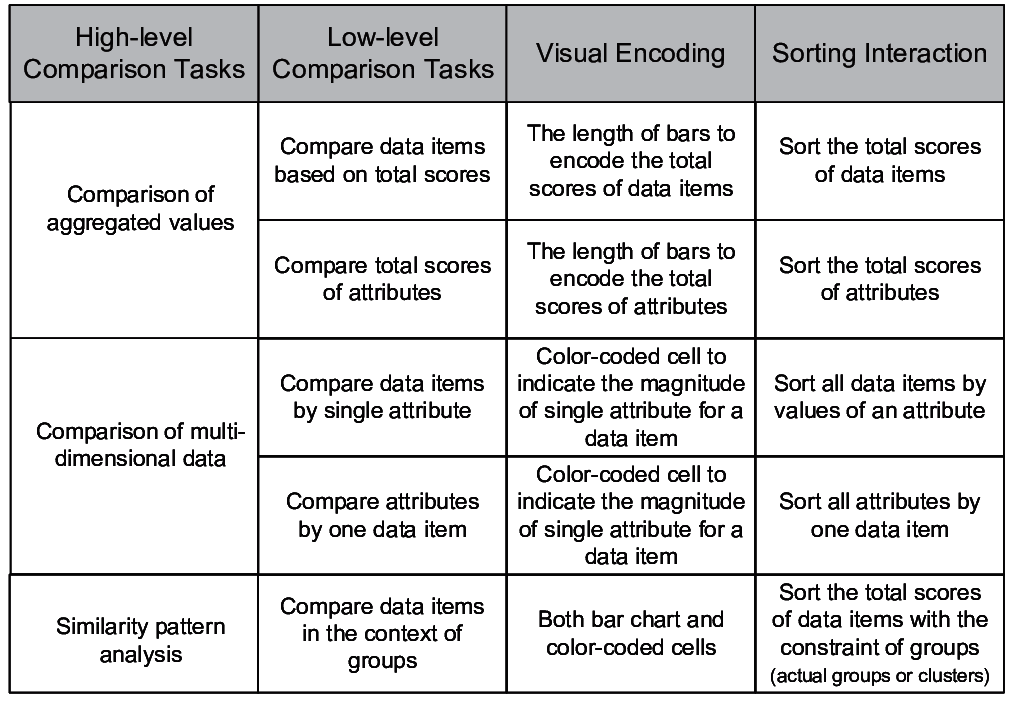 High-level
Comparison Tasks
Low-level
Comparison Tasks
Visual Encoding
Sorting Interaction
Comparison of
aggregated values
Compare data items
based on total scores
The length of bars to
encode the total
scores of data items
Sort the total scores
of data items
Compare total scores
of attributes
The length of bars to
encode the total
scores of attributes
Sort the total scores
of attributes
Comparison of multi-
dimensional data
Compare data items
by single attribute
Color-coded cell to
indicate the magnitude
of single attribute for a
data item
Sort all data items by
values of an attribute
Compare attributes
by one data item
Color-coded cell to
indicate the magnitude
of single attribute for a
data item
Sort all attributes by
one data item
Similarity pattern
analysis
Compare data items
in the context of
groups
Both bar chart and
color-coded cells
Sort the total scores
of data items with the
constraint of groups
(actual groups or clusters)